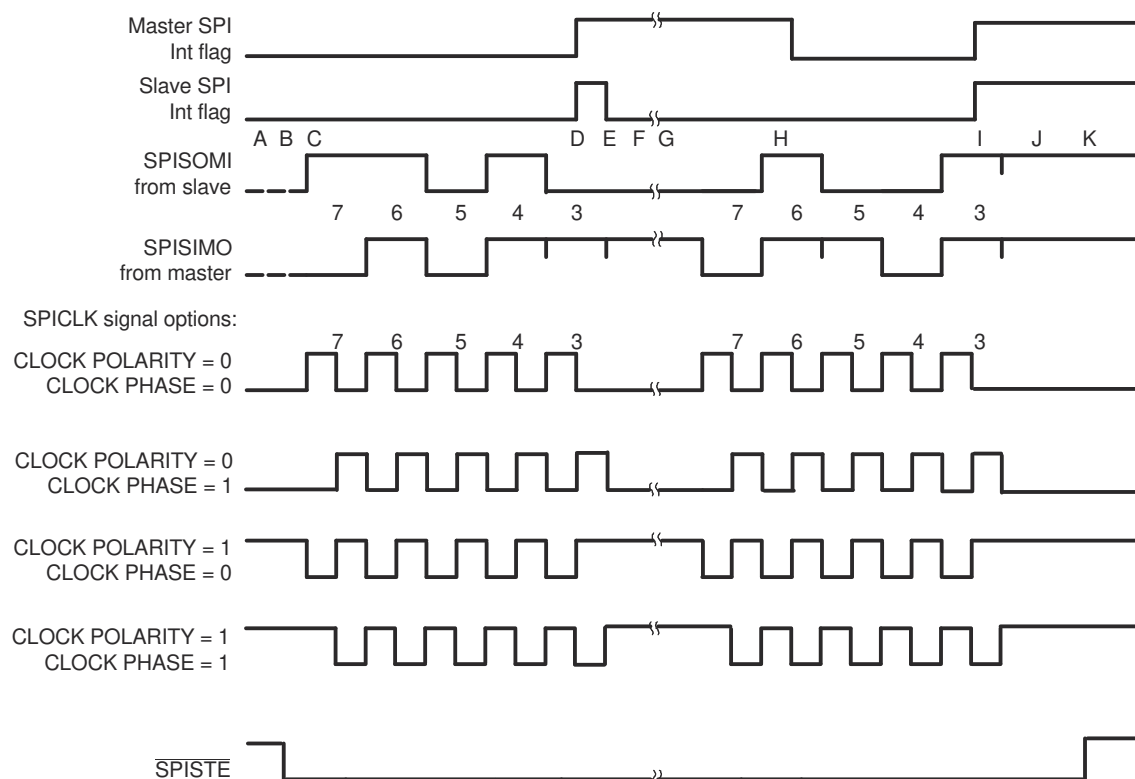 Master SPI
Int flag
Slave SPI
Int flag
A B C D E F G H I J K
SPISOMI
from slave
7 6 5 4 3 7 6 5 4 3
SPISIMO
from master
SPICLK signal options:
7 6 5 4 3 7 6 5 4 3
CLOCK POLARITY = 0
CLOCK PHASE = 0
CLOCK POLARITY = 0
CLOCK PHASE = 1
CLOCK POLARITY = 1
CLOCK PHASE = 0
CLOCK POLARITY = 1
CLOCK PHASE = 1
SPISTE